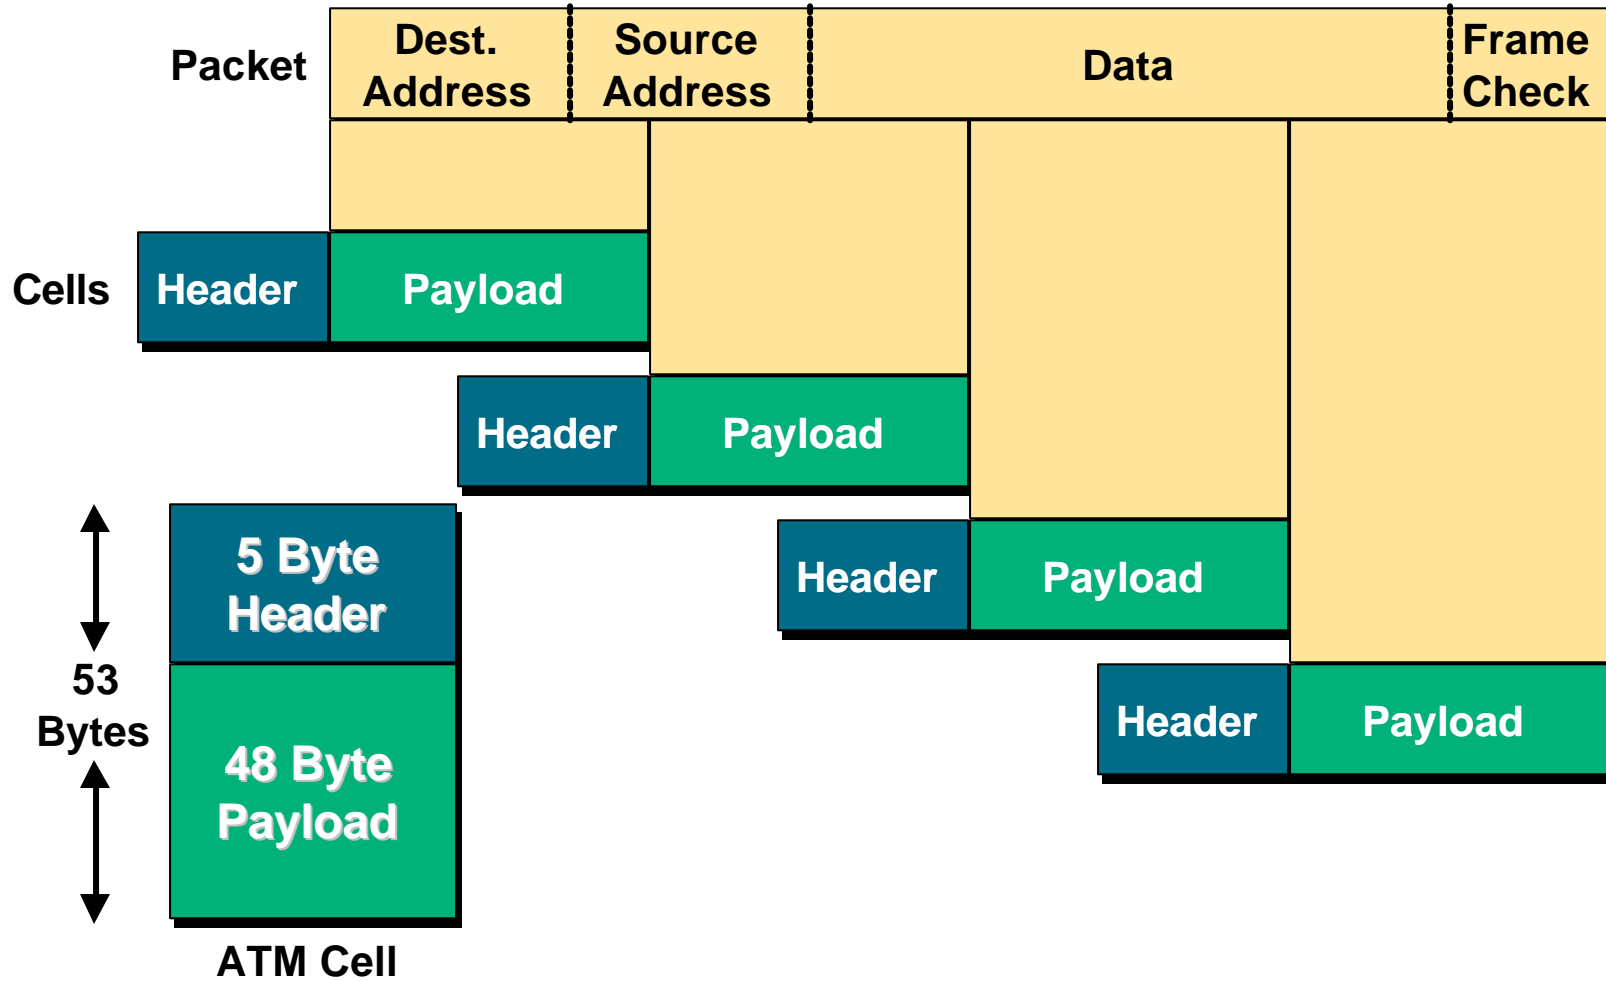 Packet
Dest.
Address
Source
Address
Data
Frame
Check
Cells
Header
Payload
Header
Payload
Header
Payload
Header
Payload
5 Byte
Header
53
Bytes
48 Byte
Payload
ATM Cell